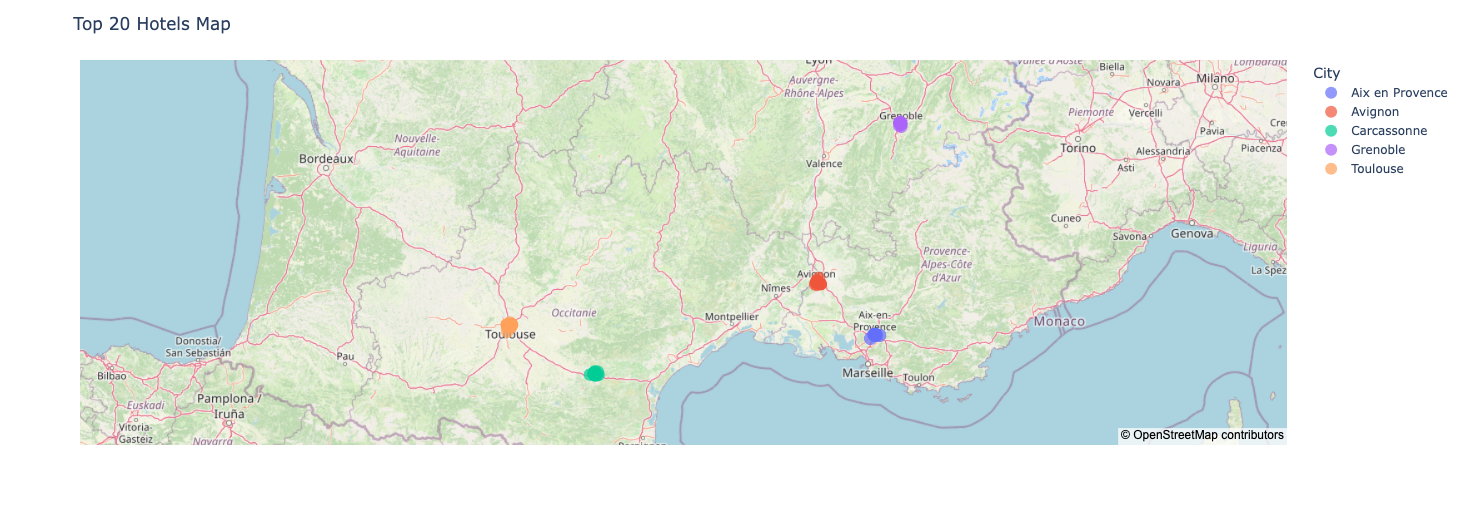 Top 20 Hotels Map
City
Aix en Provence
Avignon
Carcassonne
Grenoble
Toulouse
Lyon
Auvergne-
Rhône-Alpes
Vallée d'Aoste
Biella
Novara
Milano
Lombardia
Piemonte
Vercelli
Pavia
Grenoble
Nouvelle-
Aquitaine
Bordeaux
Valence
Torino
Alessandria
Piacenza
Asti
Cuneo
Savona
Genova
Liguria
La Spez
Provence-
Alpes-Côte
d'Azur
Avignon
Nîmes
Occitanie
Montpellier
Aix-en-
Provence
Monaco
Toulouse
Donostia/
San Sebastián
Pau
Bilbao
Marseille
Toulon
Pamplona /
Iruña
Euskadi
Vitoria-
Gasteiz
Navarra
© OpenStreetMap contributors